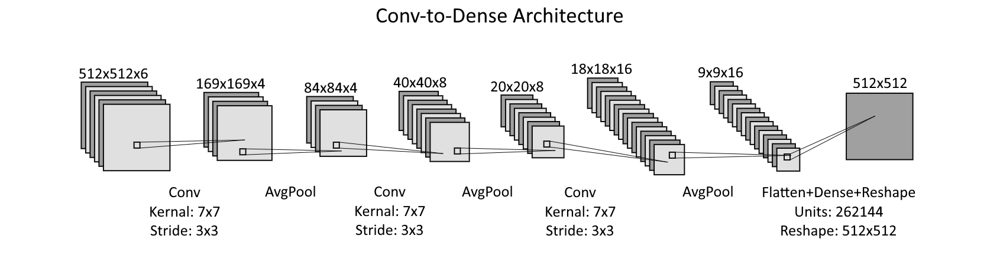 Conv-to-Dense Architecture
512x512x6
169x169x4
84x84x4
40x40x8
20x20x8
18x18x16
9x9x16
512x512
Conv
Kernal: 7x7
Stride: 3x3
AvgPool
Conv
Kernal: 7x7
Stride: 3x3
AvgPool
Conv
Kernal: 7x7
Stride: 3x3
AvgPool
Flatten+Dense+Reshape
Units: 262144
Reshape: 512x512